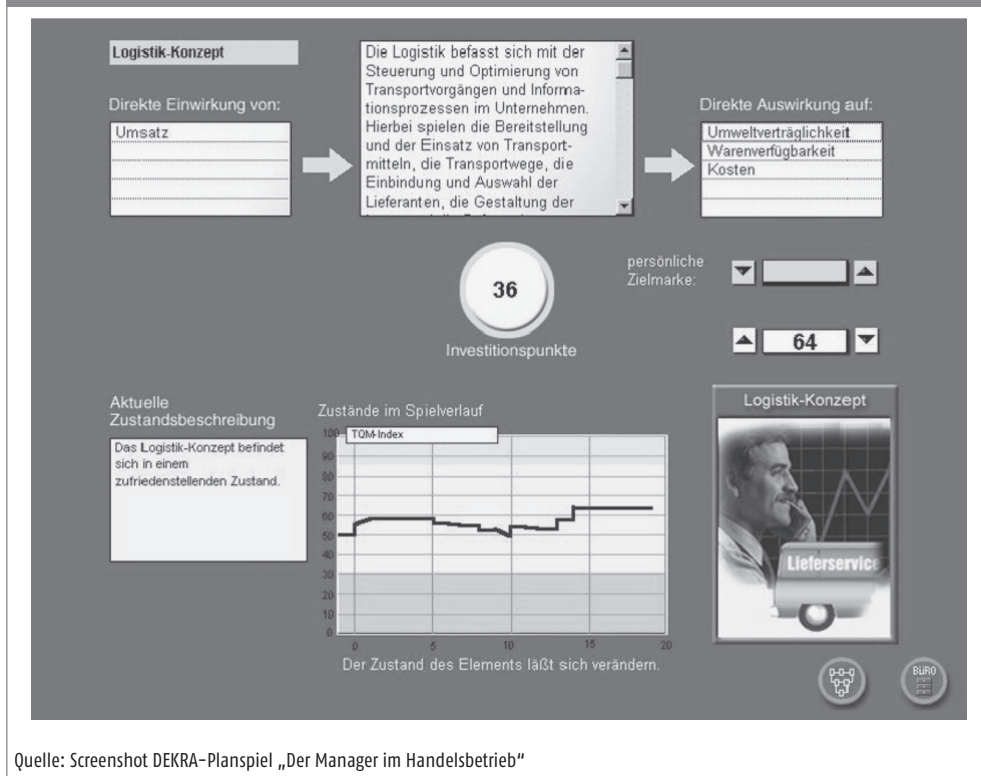 Logistik-Konzept
Direkte Einwirkung von:
Umsatz
Die Logistik befasst sich mit der
Steuerung und Optimierung von
Transportvorgängen und Informa-
tionsprozessen im Unternehmen.
Hierbei spielen die Bereitstellung
und der Einsatz von Transport-
mitteln, die Transportwege, die
Einbindung und Auswahl der
Lieferanten, die Gestaltung der
Direkte Auswirkung auf:
Umweltverträglichkeit
Warenverfügbarkeit
Kosten
36
Investitionspunkte
persönliche
Zielmarke:
64
Aktuelle
Zustandsbeschreibung
Das Logistik-Konzept befindet
sich in einem
zufriedenstellenden Zustand.
Zustände im Spielverlauf
TQM-Index
100
90
80
70
60
50
40
30
20
10
0
0 5 10 15 20
Der Zustand des Elements läßt sich verändern.
Logistik-Konzept
Lieferservice
BÜRO
Quelle: Screenshot DEKRA-Planspiel „Der Manager im Handelsbetrieb“